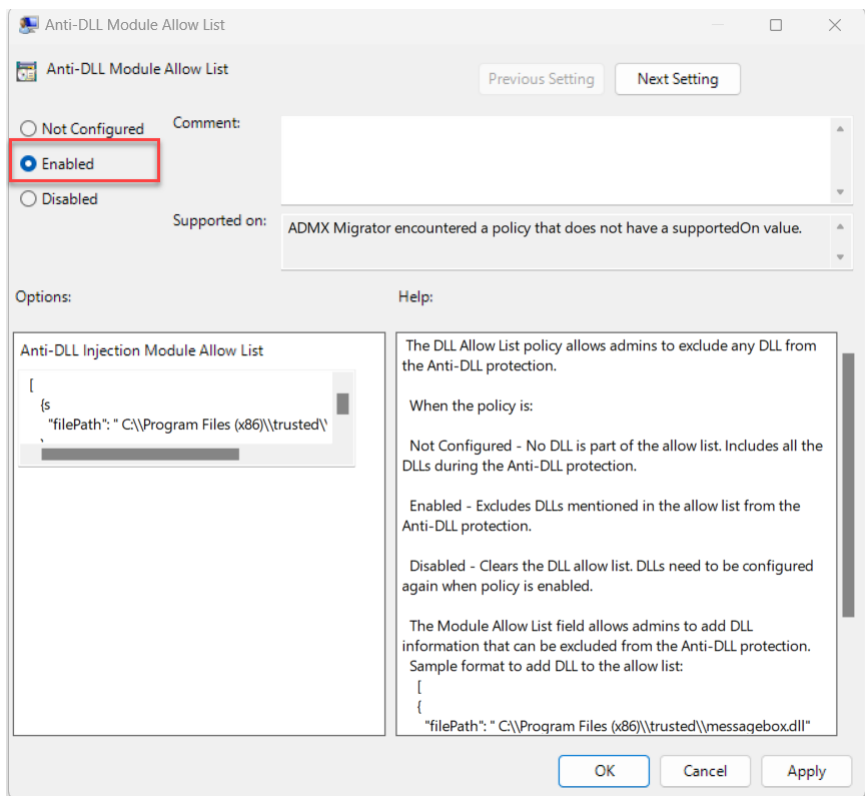 Anti-DLL Module Allow List
Anti-DLL Module Allow List
Previous Setting
Next Setting
Not Configured
Comment:
Enabled
Disabled
Supported on:
ADMX Migrator encountered a policy that does not have a supportedOn value.
Options:
Help:
Anti-DLL Injection Module Allow List
[
{s
"filePath": " C:\\Program Files (x86)\\trusted\\
The DLL Allow List policy allows admins to exclude any DLL from
the Anti-DLL protection.
When the policy is:
Not Configured - No DLL is part of the allow list. Includes all the
DLLs during the Anti-DLL protection.
Enabled - Excludes DLLs mentioned in the allow list from the
Anti-DLL protection.
Disabled - Clears the DLL allow list. DLLs need to be configured
again when policy is enabled.
The Module Allow List field allows admins to add DLL
information that can be excluded from the Anti-DLL protection.
Sample format to add DLL to the allow list:
[
{
"filePath": " C:\\Program Files (x86)\\trusted\\messagebox.dll"
OK
Cancel
Apply